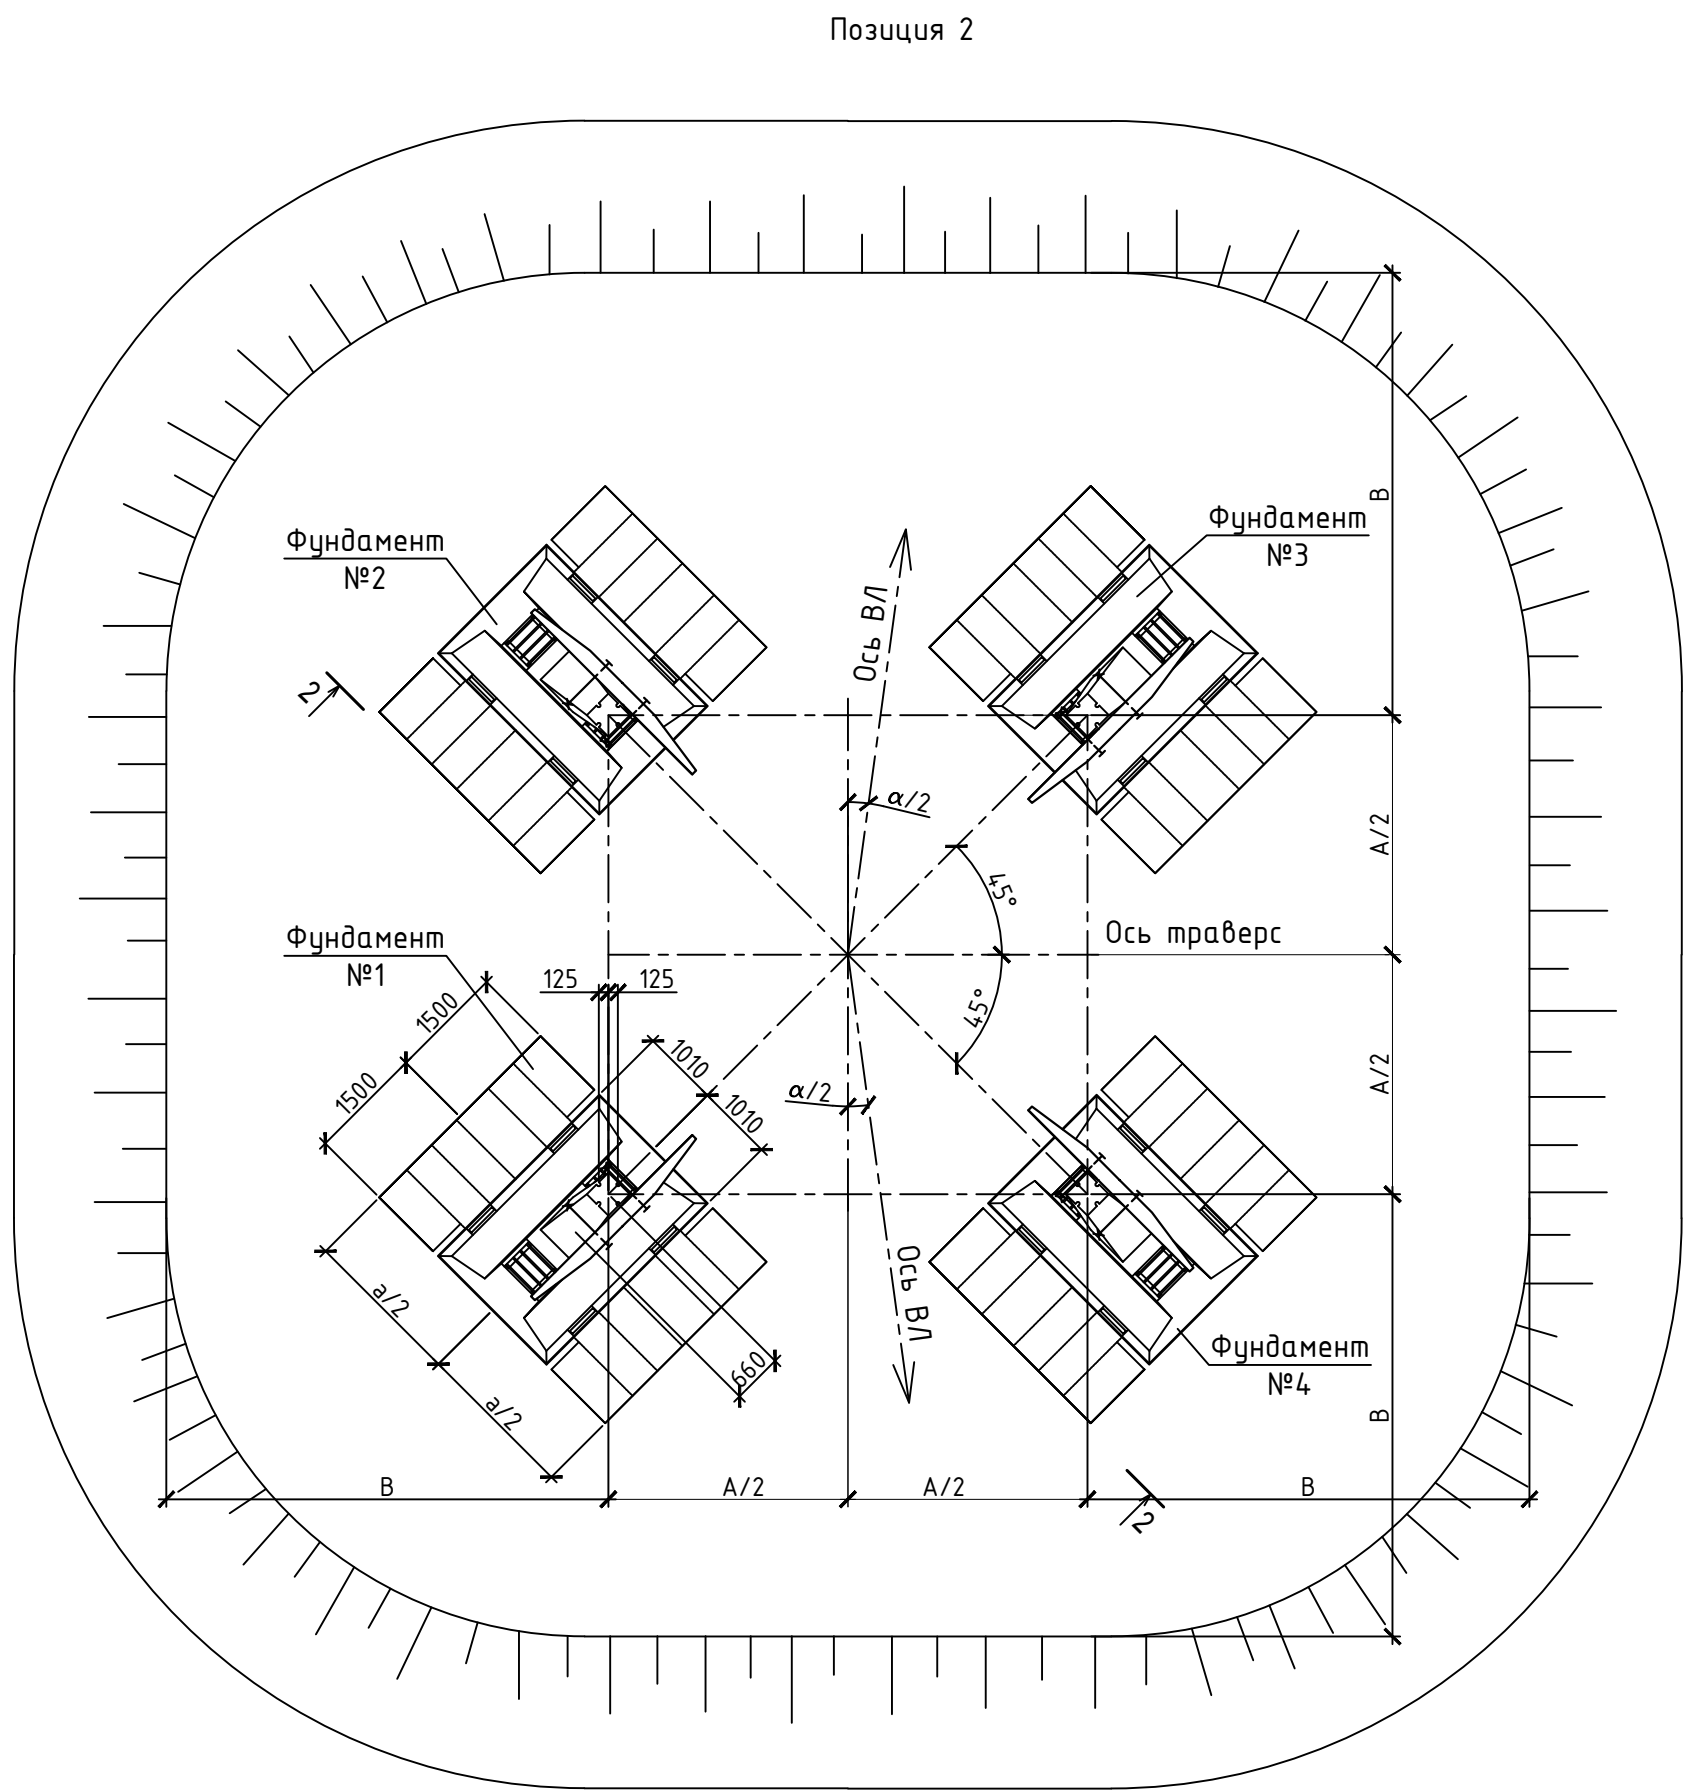 Позиция 2
В
Фундамент
№3
Фундамент
№2
Ось ВЛ
2
α/2
А/2
45°
Ось траверс
Фундамент
№1
125
125
1500
1010
45°
1500
α/2
1010
А/2
Ось ВЛ
а/2
Фундамент
№4
660
а/2
В
В
А/2
А/2
В
2